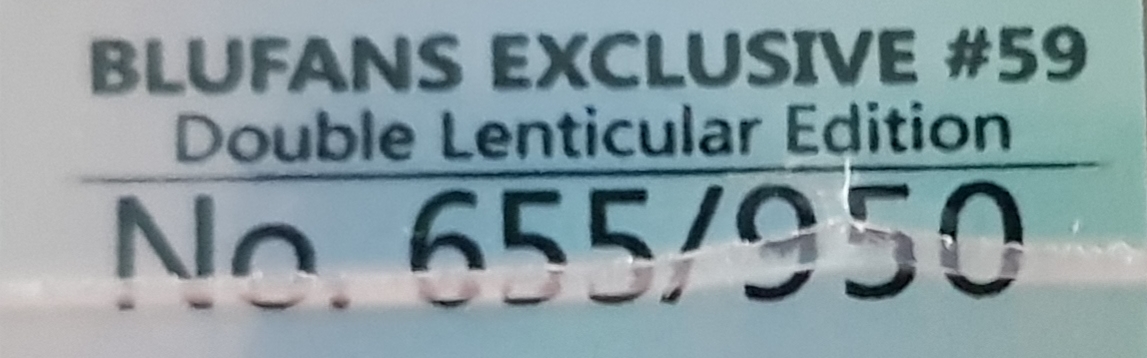 BLUFANS EXCLUSIVE #59
Double Lenticular Edition
No. 655/950